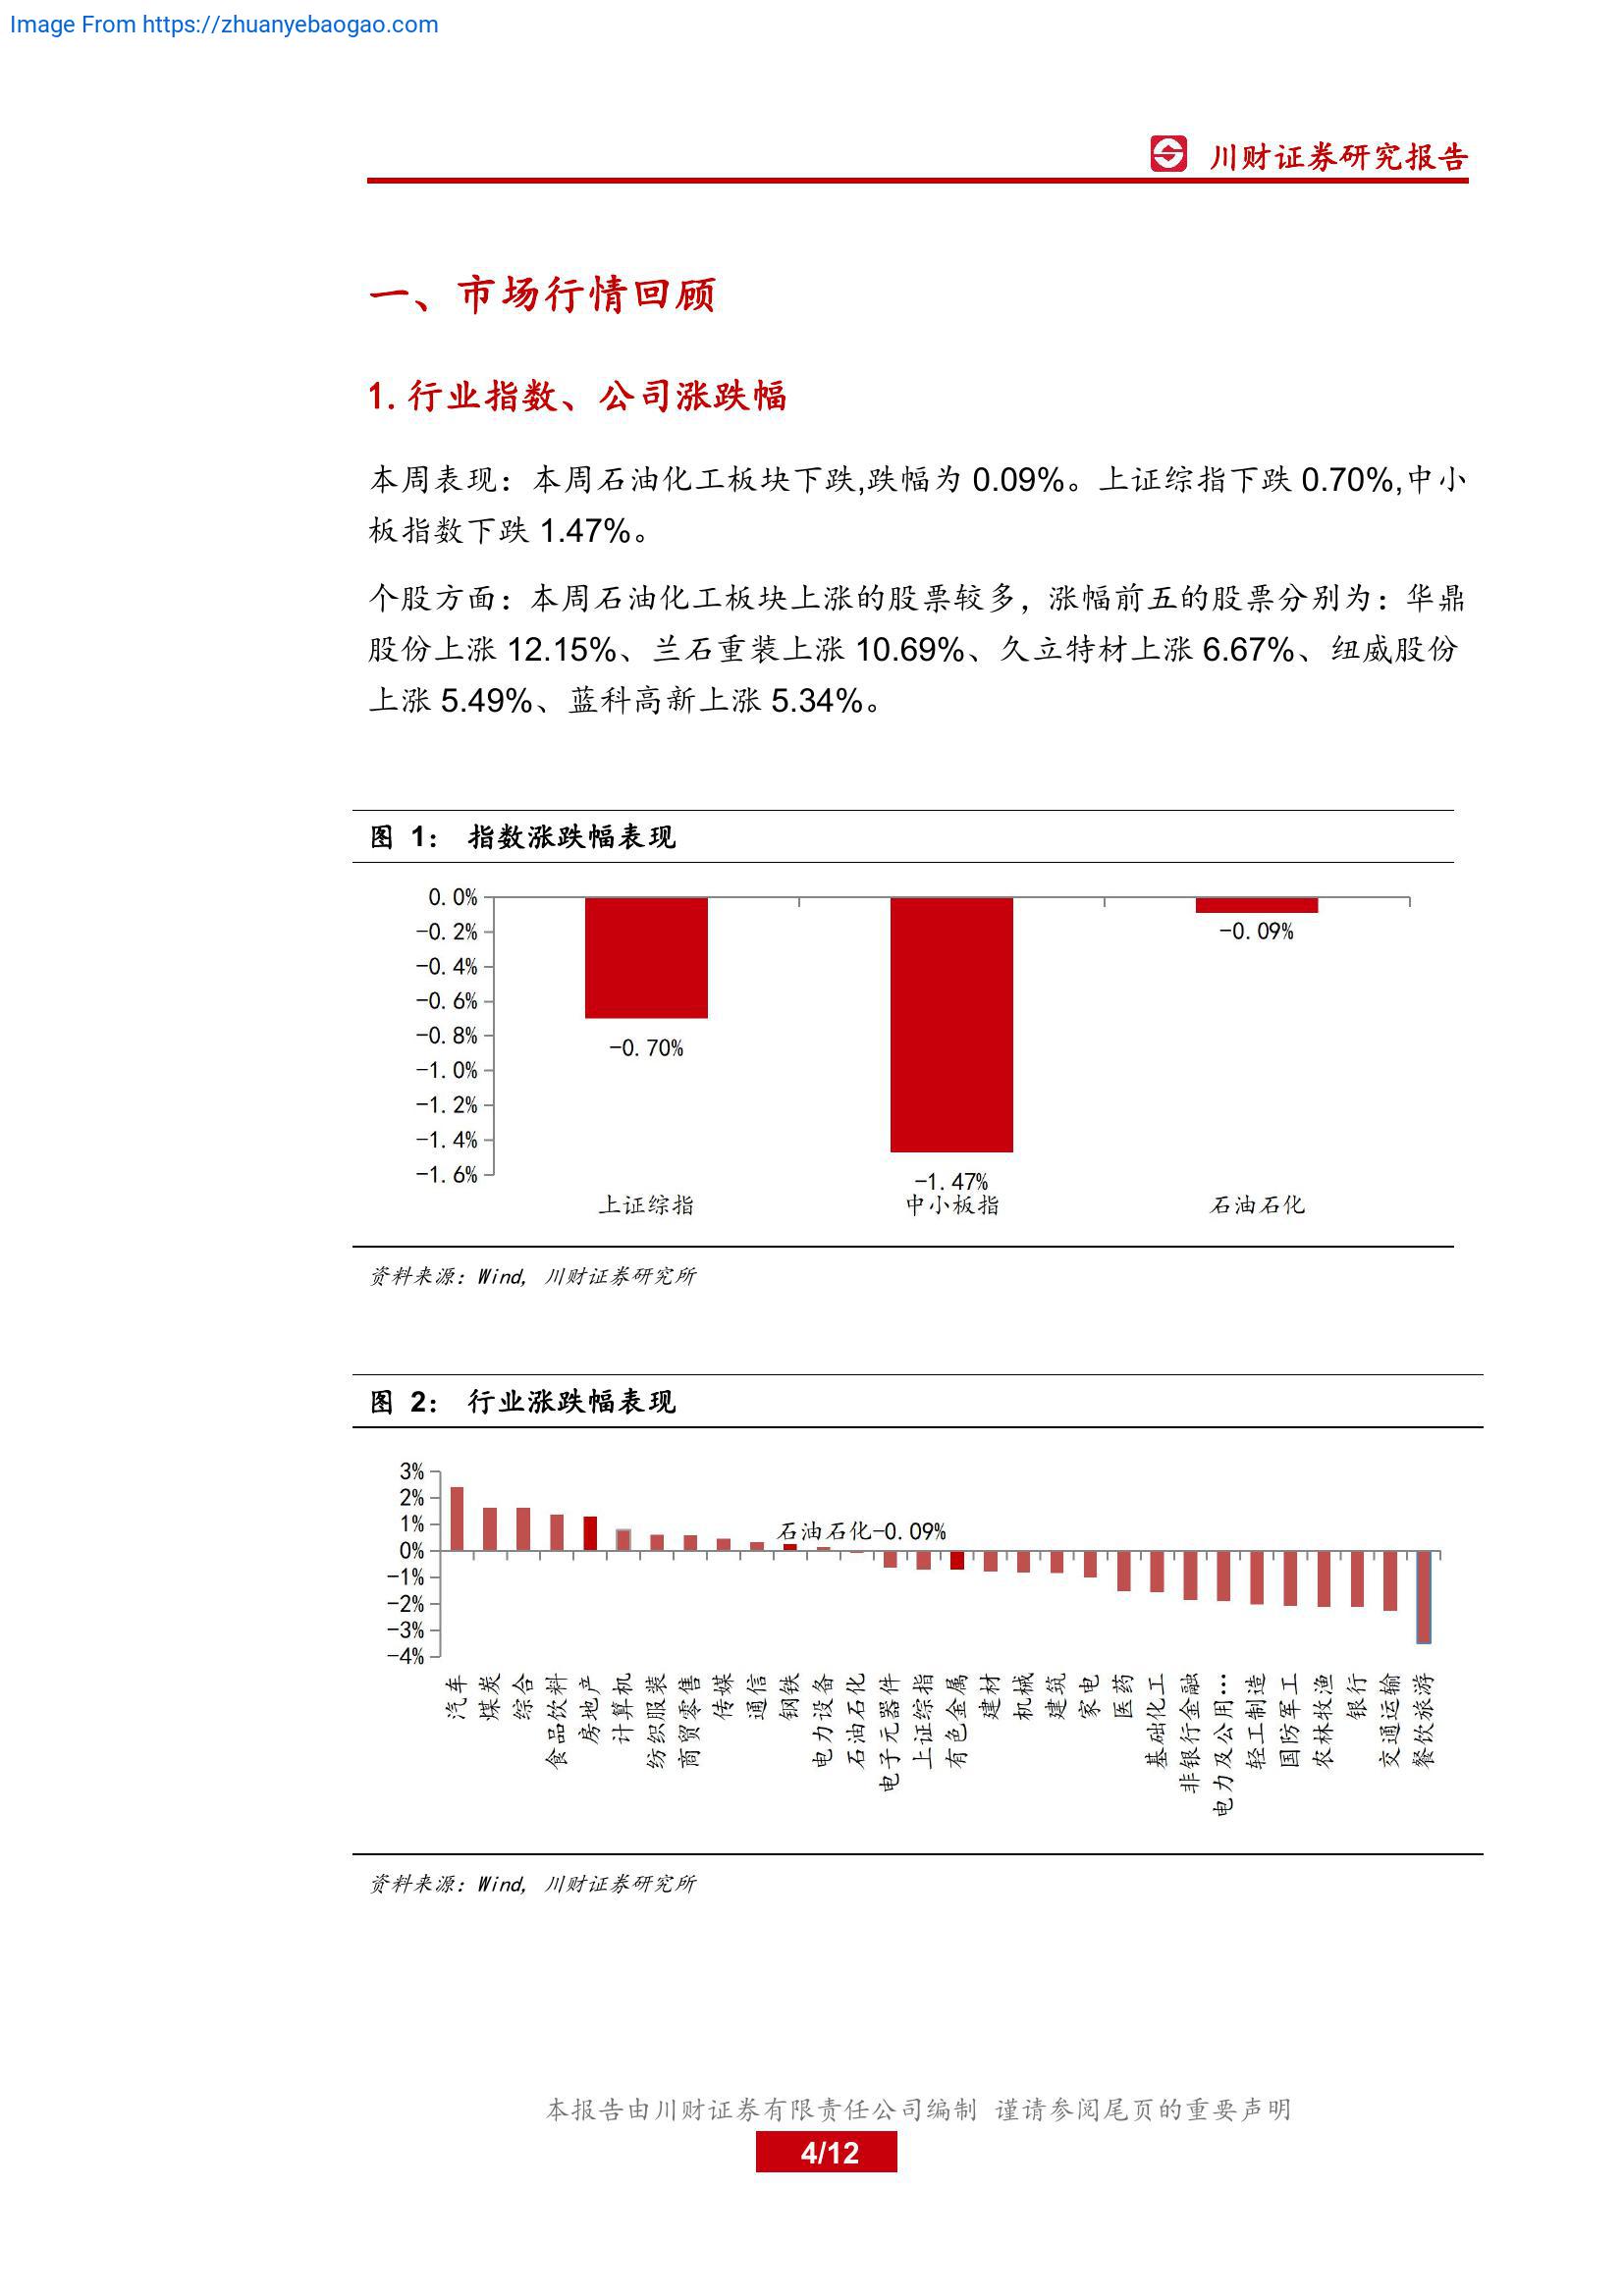 Image From https://zhuanyebaogao.com
川财证券研究报告
一、市场行情回顾
1.行业指数、公司涨跌幅
本周表现：本周石油化工板块下跌,跌幅为 0.09%。上证综指下跌 0.70%,中小
板指数下跌 1.47%。
个股方面：本周石油化工板块上涨的股票较多，涨幅前五的股票分别为：华鼎
股份上涨 12.15%、兰石重装上涨 10.69%、久立特材上涨 6.67%、纽威股份
上涨 5.49%、蓝科高新上涨 5.34%。
图 1： 指数涨跌幅表现
0.0%
-0.2%
-0.4%
-0.6%
-0.8%
-1.0%
-1.2%
-1.4%
-1.6%
-0.70%
-1.47%
-0.09%
上证综指
中小板指
石油石化
资料来源：Wind, 川财证券研究所
图 2： 行业涨跌幅表现
3%
2%
1%
0%
-1%
-2%
-3%
-4%
石油石化-0.09%
汽车
煤炭
综合
食品饮料
房地产
计算机
纺织服装
商贸零售
传媒
通信
钢铁
电力设备
石油石化
电子元器件
上证综指
有色金属
建材
机械
建筑
家电
医药
基础化工
非银行金融
电力及公用…
轻工制造
国防军工
农林牧渔
银行
交通运输
餐饮旅游
资料来源：Wind, 川财证券研究所
本报告由川财证券有限责任公司编制 谨请参阅尾页的重要声明
4/12